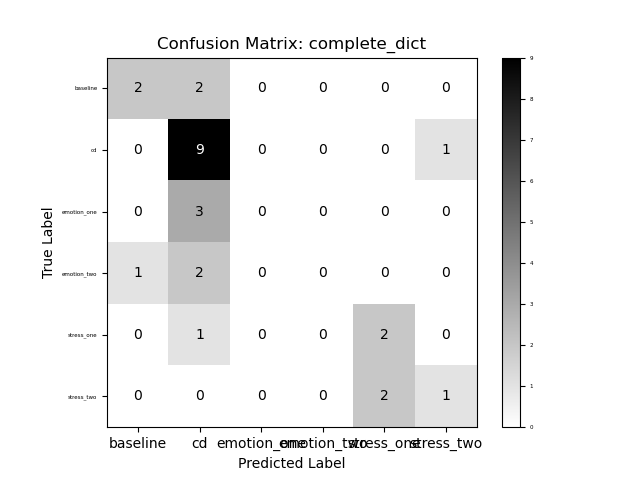 Confusion Matrix: complete_dict
True Label
baseline 2 2 0 0 0 0
cd 0 9 0 0 0 1
emotion_one 0 3 0 0 0 0
emotion_two 1 2 0 0 0 0
stress_one 0 1 0 0 2 0
stress_two 0 0 0 0 2 1
baseline cd emotion_one emotion_two stress_one stress_two
Predicted Label
9
8
7
6
5
4
3
2
1
0